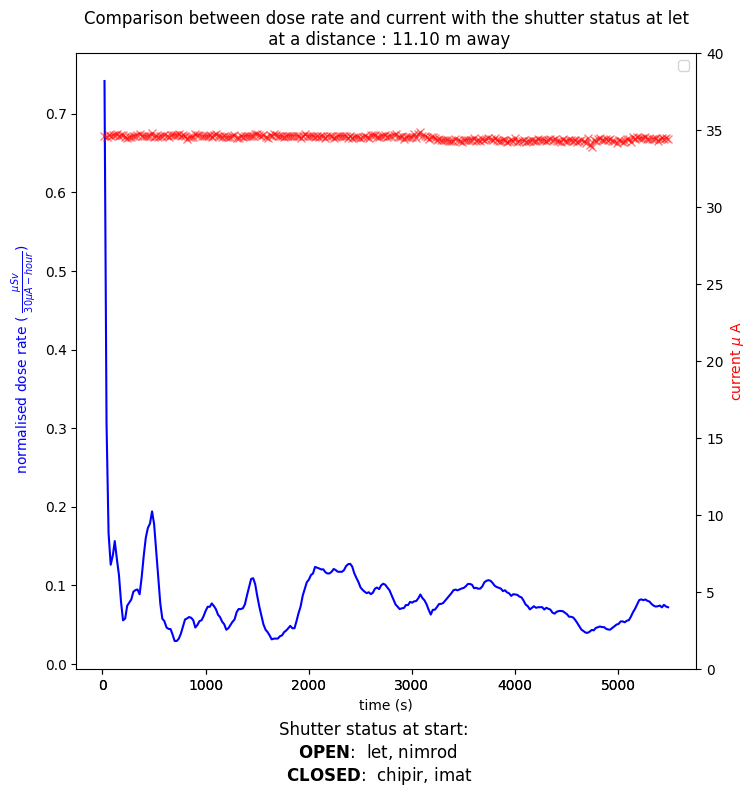 Comparison between dose rate and current with the shutter status at let
at a distance : 11.10 m away
normalised dose rate ( μSv / 30μA − hour )
0.7
0.6
0.5
0.4
0.3
0.2
0.1
0.0
40
35
30
25
20
15
10
5
0
current μ A
0 1000 2000 3000 4000 5000
time (s)
Shutter status at start:
OPEN: let, nimrod
CLOSED: chipir, imat